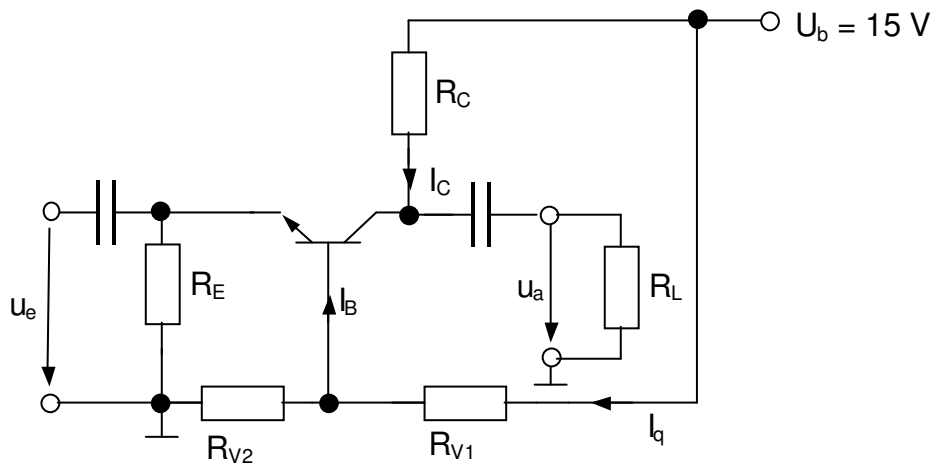 U_b = 15 V
R_C
I_C
R_E
u_e
I_B
u_a
R_L
R_V2
R_V1
I_q